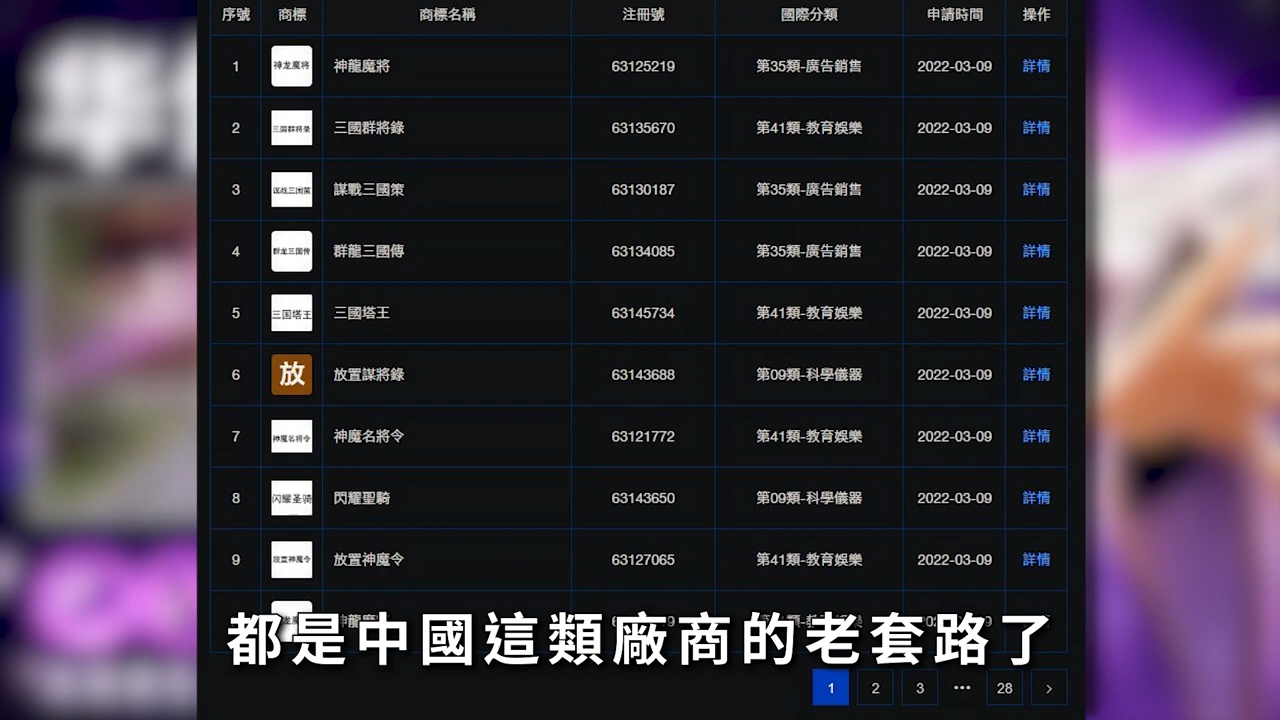 序號 商標 商標名稱 注冊號 國際分類 申請時間 操作
1 神龙魔将 神龍魔將 63125219 第35類-廣告銷售 2022-03-09 詳情
2 三国群将录 三國群將錄 63135670 第41類-教育娛樂 2022-03-09 詳情
3 谋战三国策 謀戰三國策 63130187 第35類-廣告銷售 2022-03-09 詳情
4 群龙三国传 群龍三國傳 63134085 第35類-廣告銷售 2022-03-09 詳情
5 三国塔王 三國塔王 63145734 第41類-教育娛樂 2022-03-09 詳情
6 放 放置謀將錄 63143688 第09類-科學儀器 2022-03-09 詳情
7 神魔名将令 神魔名將令 63121772 第41類-教育娛樂 2022-03-09 詳情
8 闪耀圣骑 閃耀聖騎 63143650 第09類-科學儀器 2022-03-09 詳情
9 放置神魔令 放置神魔令 63127065 第41類-教育娛樂 2022-03-09 詳情
都是中國這類廠商的老套路了
1 2 3 ••• 28 >